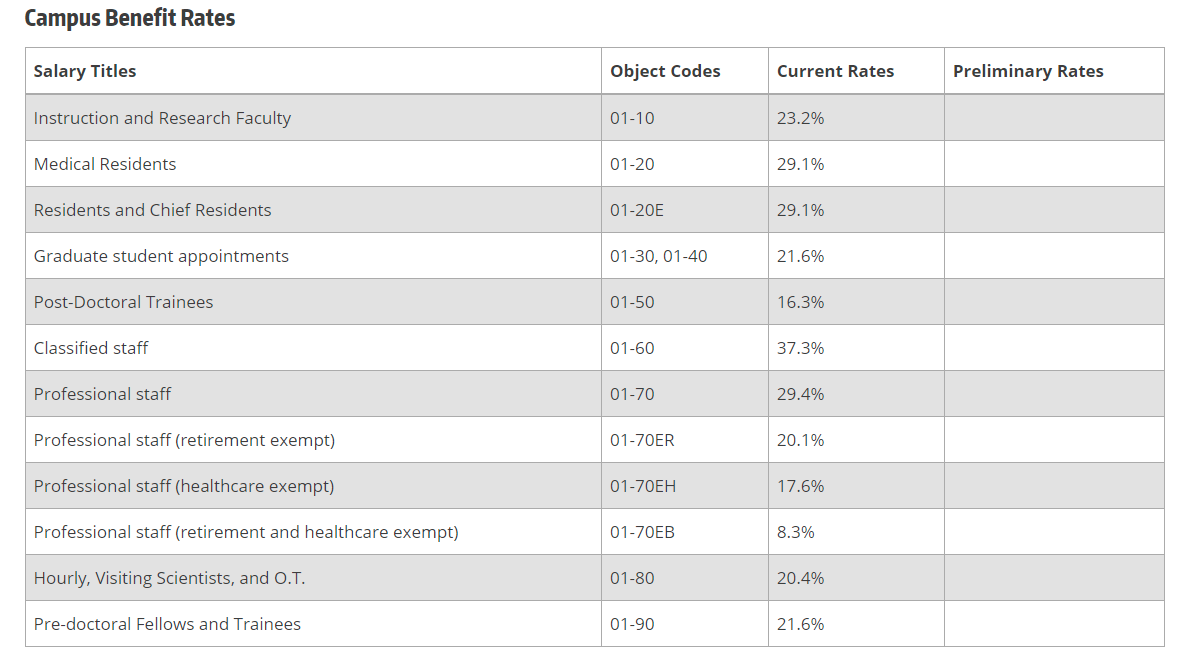 Campus Benefit Rates
Salary Titles Object Codes Current Rates Preliminary Rates
Instruction and Research Faculty 01-10 23.2%
Medical Residents 01-20 29.1%
Residents and Chief Residents 01-20E 29.1%
Graduate student appointments 01-30, 01-40 21.6%
Post-Doctoral Trainees 01-50 16.3%
Classified staff 01-60 37.3%
Professional staff 01-70 29.4%
Professional staff (retirement exempt) 01-70ER 20.1%
Professional staff (healthcare exempt) 01-70EH 17.6%
Professional staff (retirement and healthcare exempt) 01-70EB 8.3%
Hourly, Visiting Scientists, and O.T. 01-80 20.4%
Pre-doctoral Fellows and Trainees 01-90 21.6%